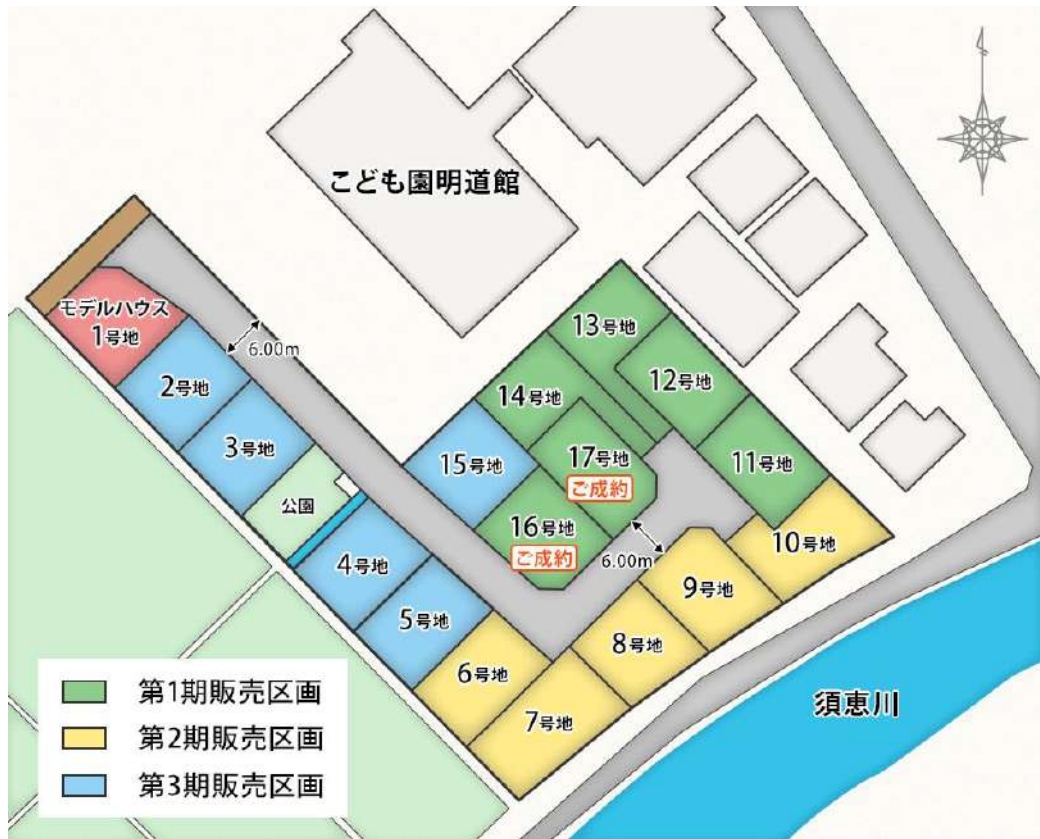 こども園明道館
モデルハウス
1号地
6.00m
2号地
3号地
公園
4号地
5号地
6号地
7号地
8号地
9号地
10号地
11号地
12号地
13号地
14号地
15号地
16号地
ご成約
17号地
ご成約
6.00m
須恵川
第1期販売区画
第2期販売区画
第3期販売区画